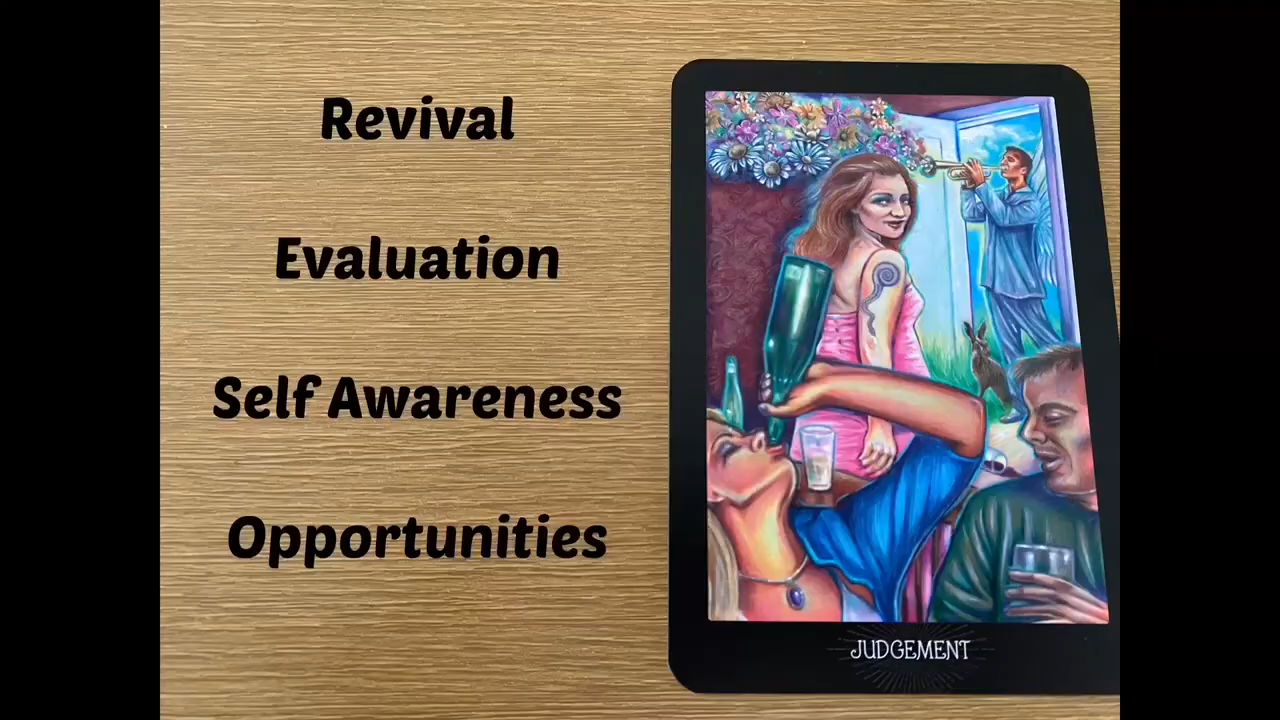 Revival
Evaluation
Self Awareness
Opportunities
JUDGEMENT